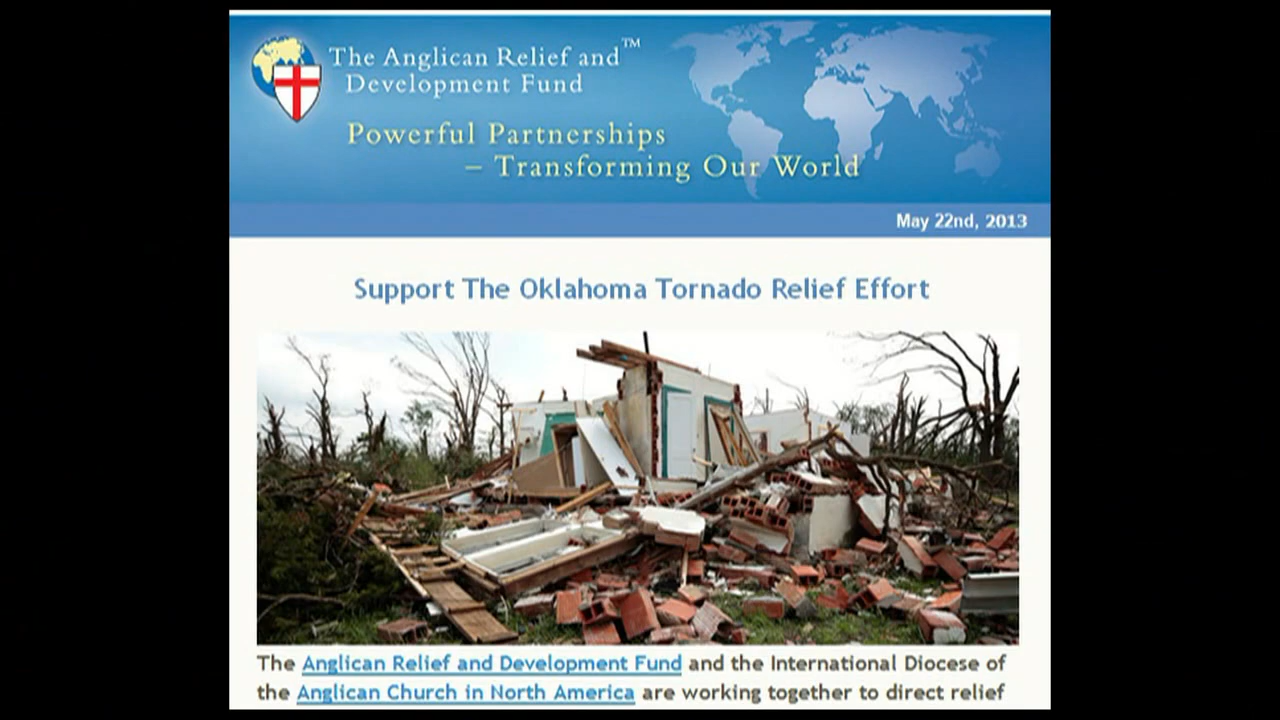 The Anglican Relief and™
Development Fund
Powerful Partnerships
– Transforming Our World
May 22nd, 2013
Support The Oklahoma Tornado Relief Effort
The Anglican Relief and Development Fund and the International Diocese of
the Anglican Church in North America are working together to direct relief